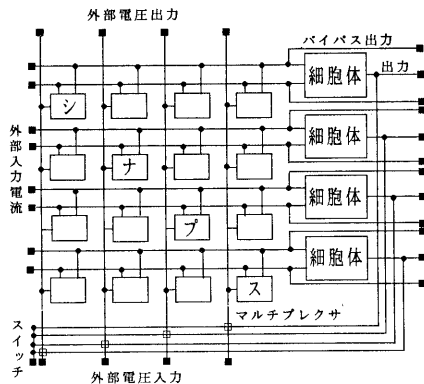 外部電圧出力
バイパス出力
出力
細胞体
シ
細胞体
外部入力電流
ナ
細胞体
プ
細胞体
ス
マルチプレクサ
スイッチ
外部電圧入力